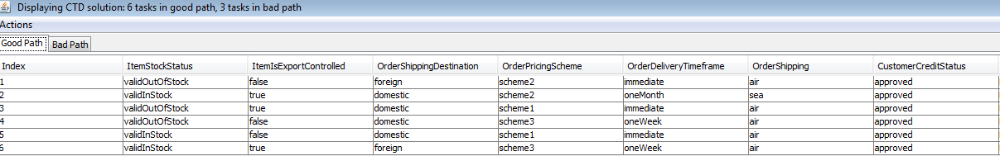 Displaying CTD solution: 6 tasks in good path, 3 tasks in bad path
Actions
Good Path Bad Path
Index ItemStockStatus ItemIsExportControlled OrderShippingDestination OrderPricingScheme OrderDeliveryTimeframe OrderShipping CustomerCreditStatus
1 validOutOfStock false foreign scheme2 immediate air approved
2 validInStock true domestic scheme2 oneMonth sea approved
3 validOutOfStock true domestic scheme1 immediate air approved
4 validOutOfStock false domestic scheme3 oneWeek air approved
5 validInStock false domestic scheme1 immediate air approved
6 validInStock true foreign scheme3 oneWeek air approved